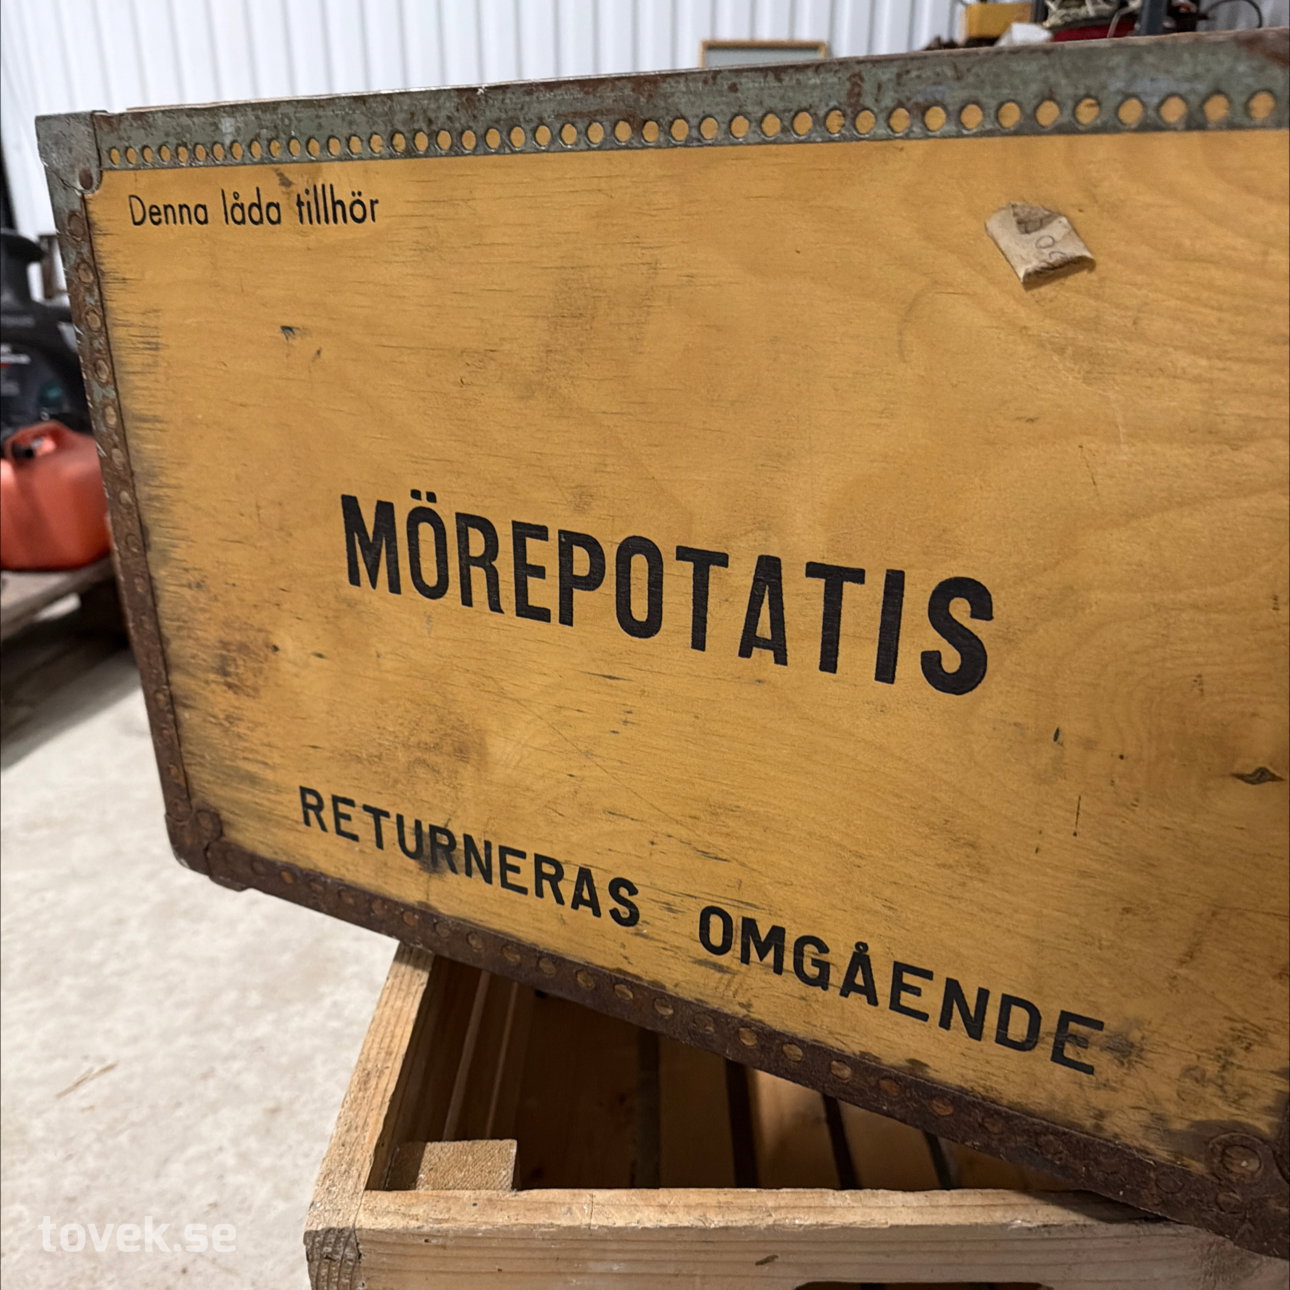 Denna låda tillhör
MÖREPOTATIS
RETURNERAS OMGÅENDE
tovek.se